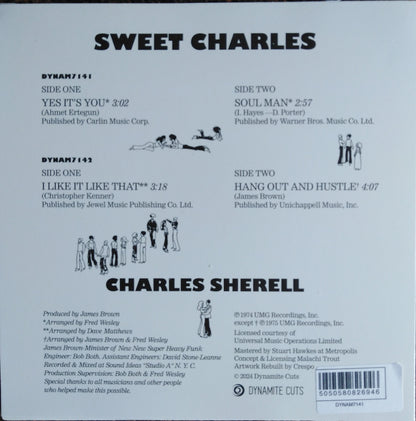 SWEET CHARLES
DYNAM7141
SIDE ONE
YES IT'S YOU* 3:02
(Ahmet Ertegun)
Published by Carlin Music Corp.
SIDE TWO
SOUL MAN* 2:57
(I. Hayes—D. Porter)
Published by Warner Bros. Music Co. Ltd.
DYNAM7142
SIDE ONE
I LIKE IT LIKE THAT** 3:18
(Christopher Kenner)
Published by Jewel Music Publishing Co. Ltd.
SIDE TWO
HANG OUT AND HUSTLE† 4:07
(James Brown)
Published by Unichappell Music, Inc.
CHARLES SHERELL
Produced by James Brown
*Arranged by Fred Wesley
**Arranged by Dave Matthews
†Arranged by James Brown & Fred Wesley
James Brown-Minister of New New Super Heavy Funk
Engineer: Bob Both. Assistant Engineers: David Stone-Leanne
Recorded & Mixed at Sound Ideas "Studio A" N.Y.C.
Production Supervision: Bob Both & Fred Wesley
Special thanks to all musicians and other people
who helped make this possible.
℗ 1974 UMG Recordings, Inc.
except † ℗ 1975 UMG Recordings, Inc.
Licensed courtesy of
Universal Music Operations Limited
Mastered by Stuart Hawkes at Metropolis
Concept & Licensing Malachi Trout
Artwork Rebuilt by Crespo
© 2024 Dynamite Cuts
DYNAMITE CUTS
5050580826946
DYNAM7141